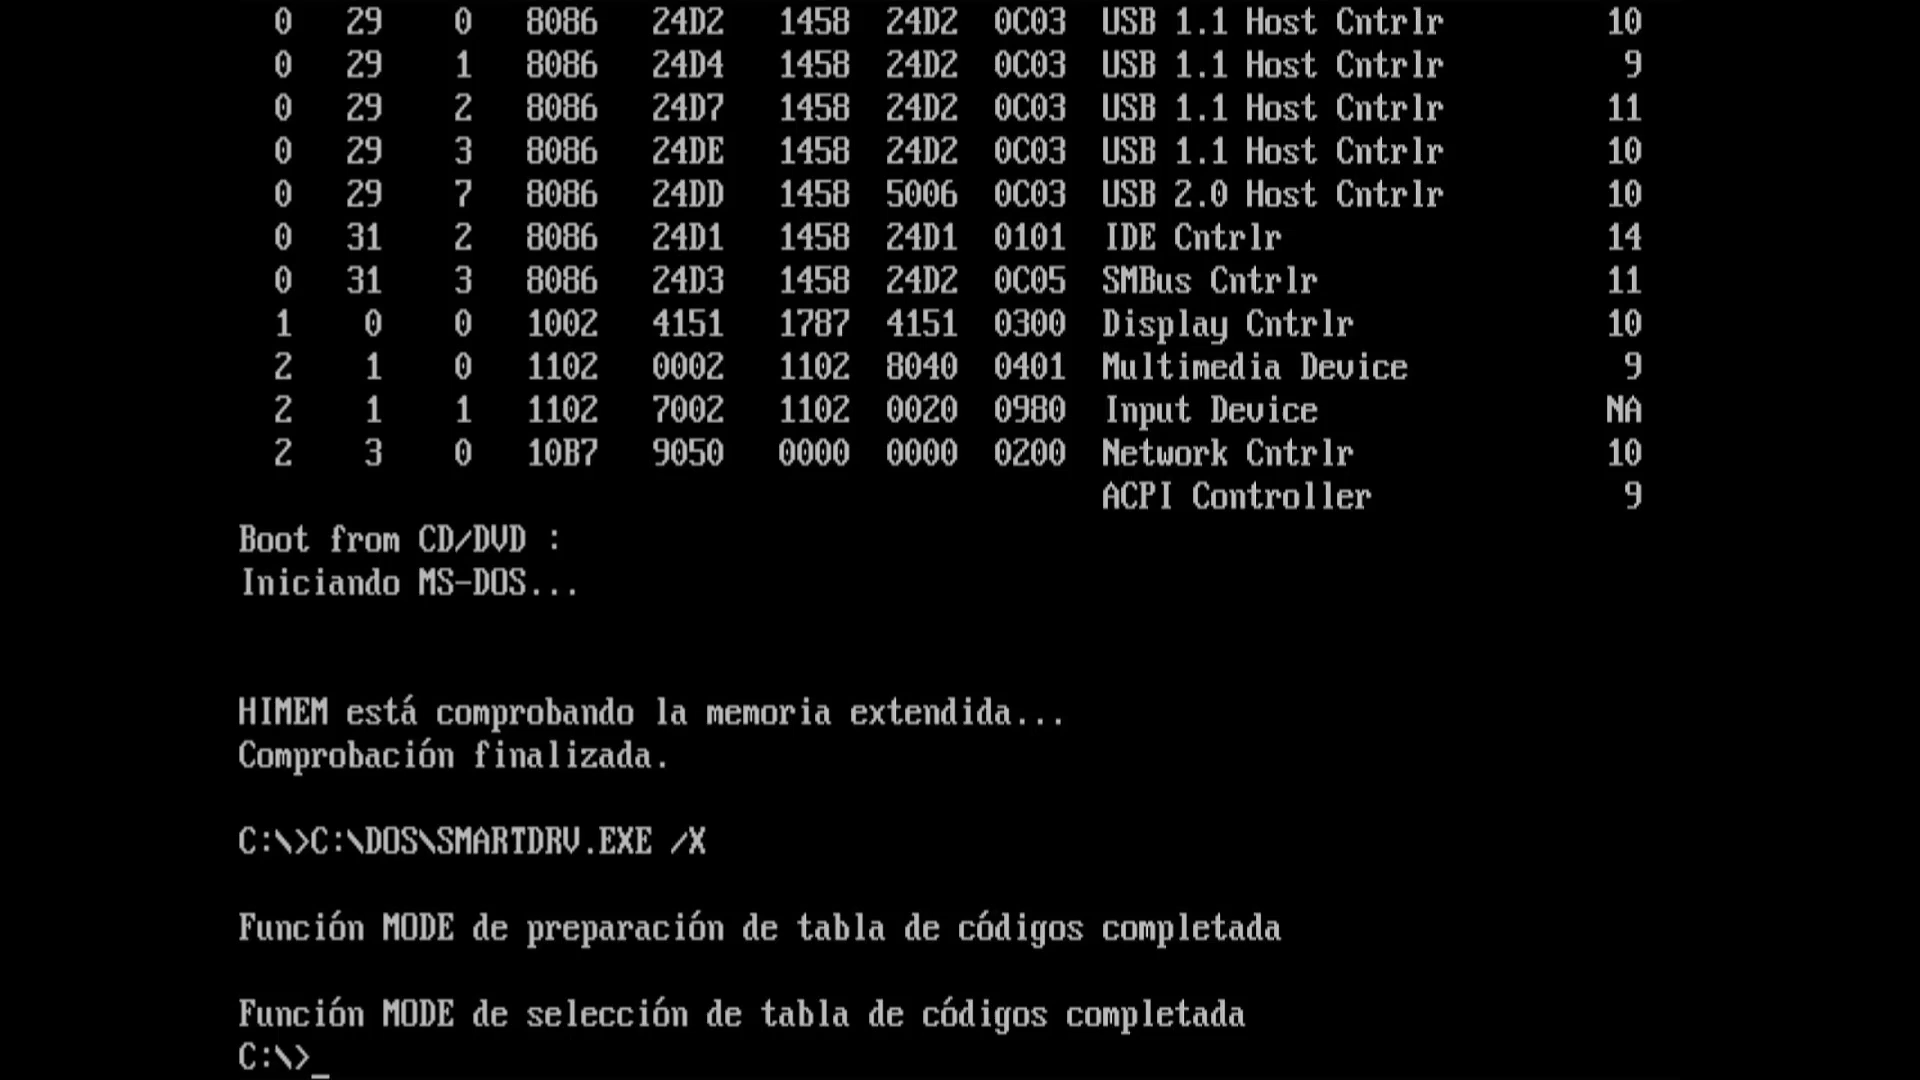 0 29 0 8086 24D2 1458 24D2 0C03 USB 1.1 Host Cntrlr 10
0 29 1 8086 24D4 1458 24D2 0C03 USB 1.1 Host Cntrlr 9
0 29 2 8086 24D7 1458 24D2 0C03 USB 1.1 Host Cntrlr 11
0 29 3 8086 24DE 1458 24D2 0C03 USB 1.1 Host Cntrlr 10
0 29 7 8086 24DD 1458 5006 0C03 USB 2.0 Host Cntrlr 10
0 31 2 8086 24D1 1458 24D1 0101 IDE Cntrlr 14
0 31 3 8086 24D3 1458 24D2 0C05 SMBus Cntrlr 11
1 0 0 1002 4151 1787 4151 0300 Display Cntrlr 10
2 1 0 1102 0002 1102 8040 0401 Multimedia Device 9
2 1 1 1102 7002 1102 0020 0980 Input Device NA
2 3 0 10B7 9050 0000 0000 0200 Network Cntrlr 10
ACPI Controller 9
Boot from CD/DVD :
Iniciando MS-DOS...
HIMEM está comprobando la memoria extendida...
Comprobación finalizada.
C:\>C:\DOS\SMARTDRV.EXE /X
Función MODE de preparación de tabla de códigos completada
Función MODE de selección de tabla de códigos completada
C:\>_